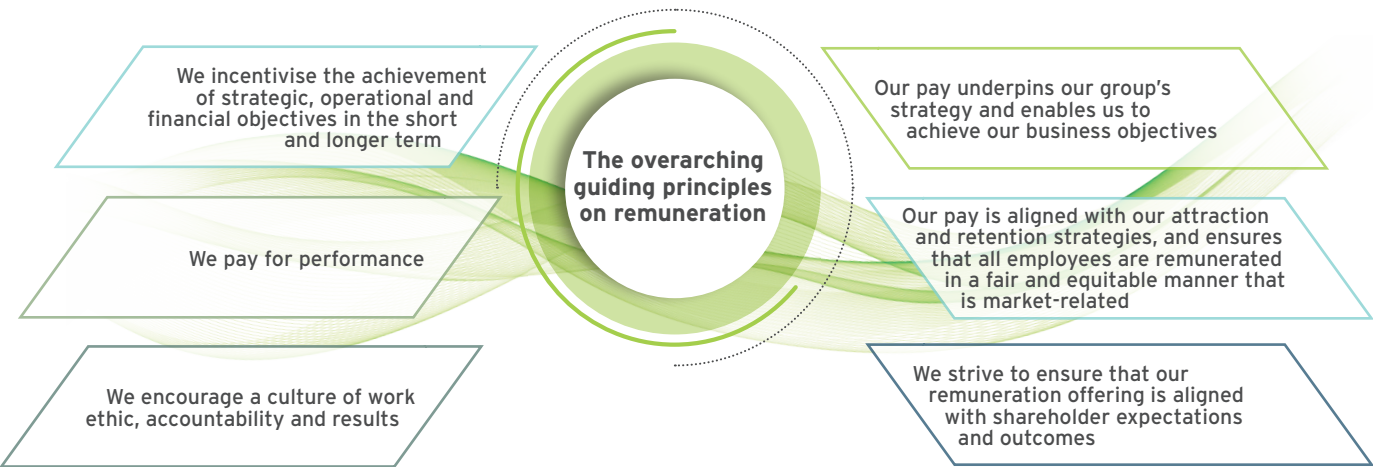 We incentivise the achievement
of strategic, operational and
financial objectives in the short
and longer term
We pay for performance
We encourage a culture of work
ethic, accountability and results
The overarching
guiding principles
on remuneration
Our pay underpins our group’s
strategy and enables us to
achieve our business objectives
Our pay is aligned with our attraction
and retention strategies, and ensures
that all employees are remunerated
in a fair and equitable manner that
is market-related
We strive to ensure that our
remuneration offering is aligned
with shareholder expectations
and outcomes